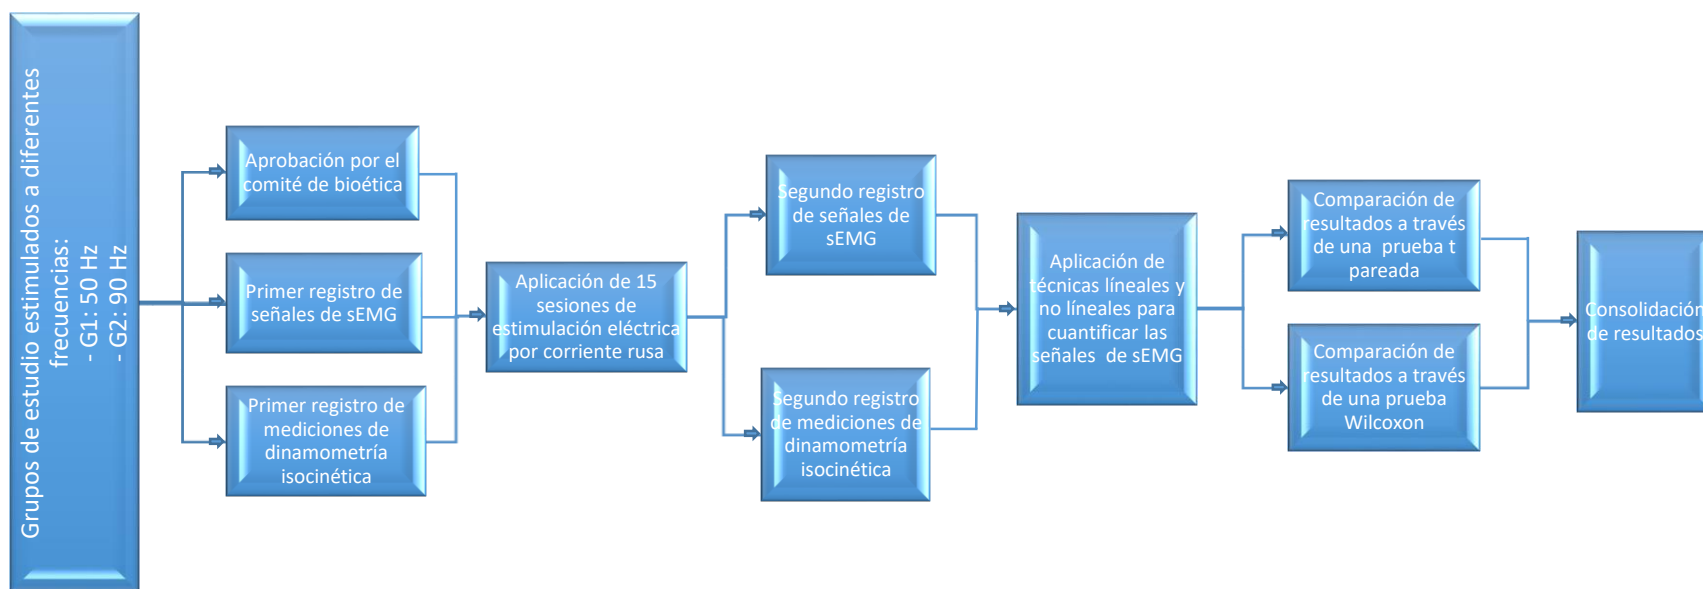 Grupos de estudio estimulados a diferentes
frecuencias:
- G1: 50 Hz
- G2: 90 Hz
Aprobación por el
comité de bioética
Primer registro de
señales de sEMG
Primer registro de
mediciones de
dinamometría
isocinética
Aplicación de 15
sesiones de
estimulación eléctrica
por corriente rusa
Segundo registro
de señales de
sEMG
Segundo registro
de mediciones de
dinamometría
isocinética
Aplicación de
técnicas líneales y
no líneales para
cuantificar las
señales de sEMG
Comparación de
resultados a través
de una prueba t
pareada
Comparación de
resultados a través
de una prueba
Wilcoxon
Consolidación
de resultados